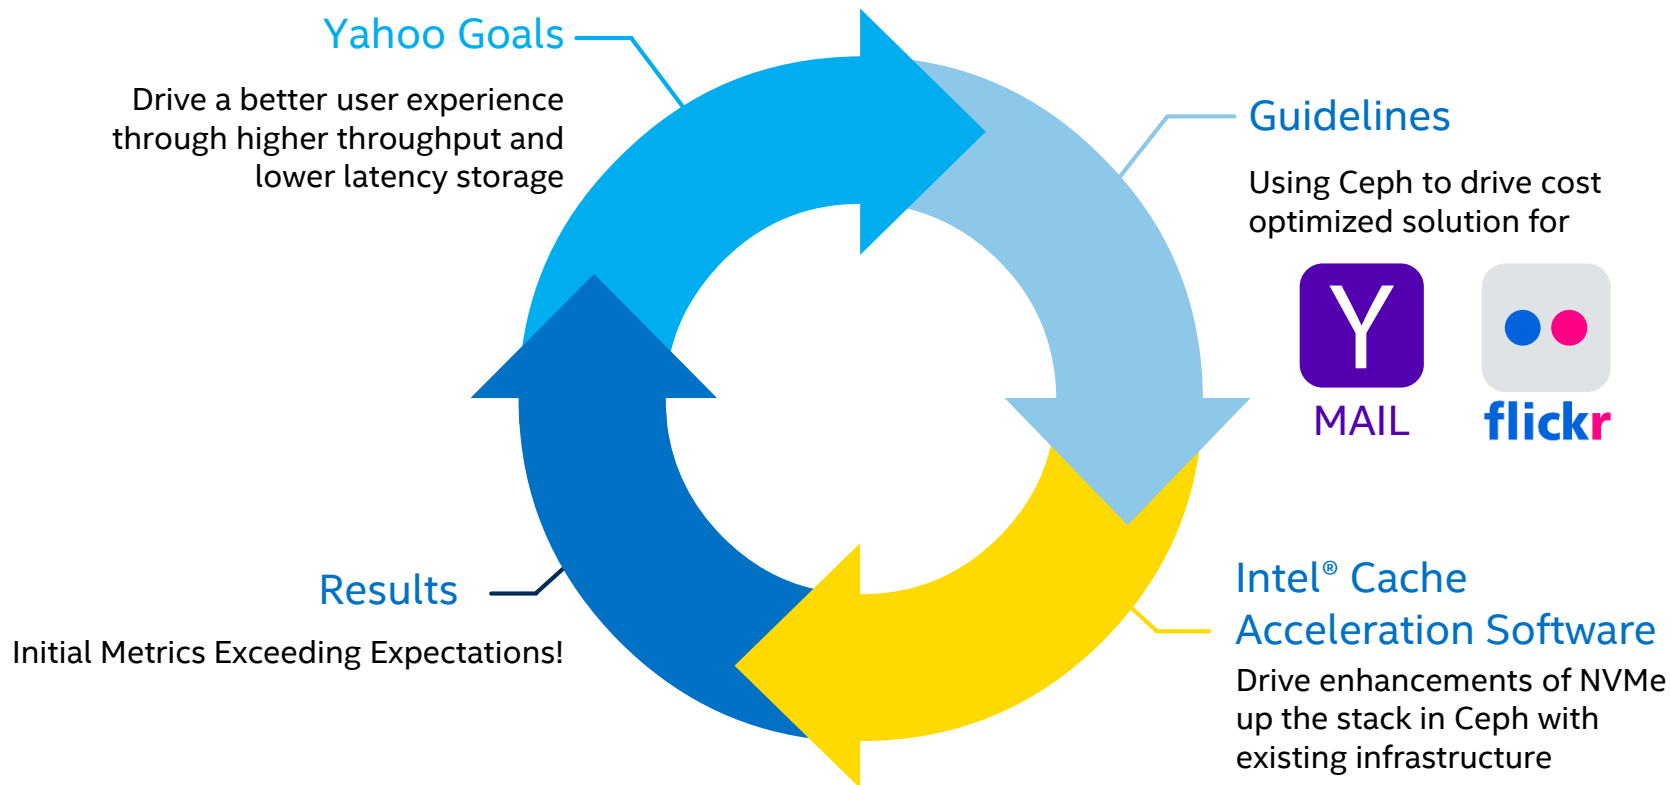 Yahoo Goals
Drive a better user experience
through higher throughput and
lower latency storage
Guidelines
Using Ceph to drive cost
optimized solution for
Y
MAIL
flickr
Intel® Cache
Acceleration Software
Drive enhancements of NVMe
up the stack in Ceph with
existing infrastructure
Results
Initial Metrics Exceeding Expectations!